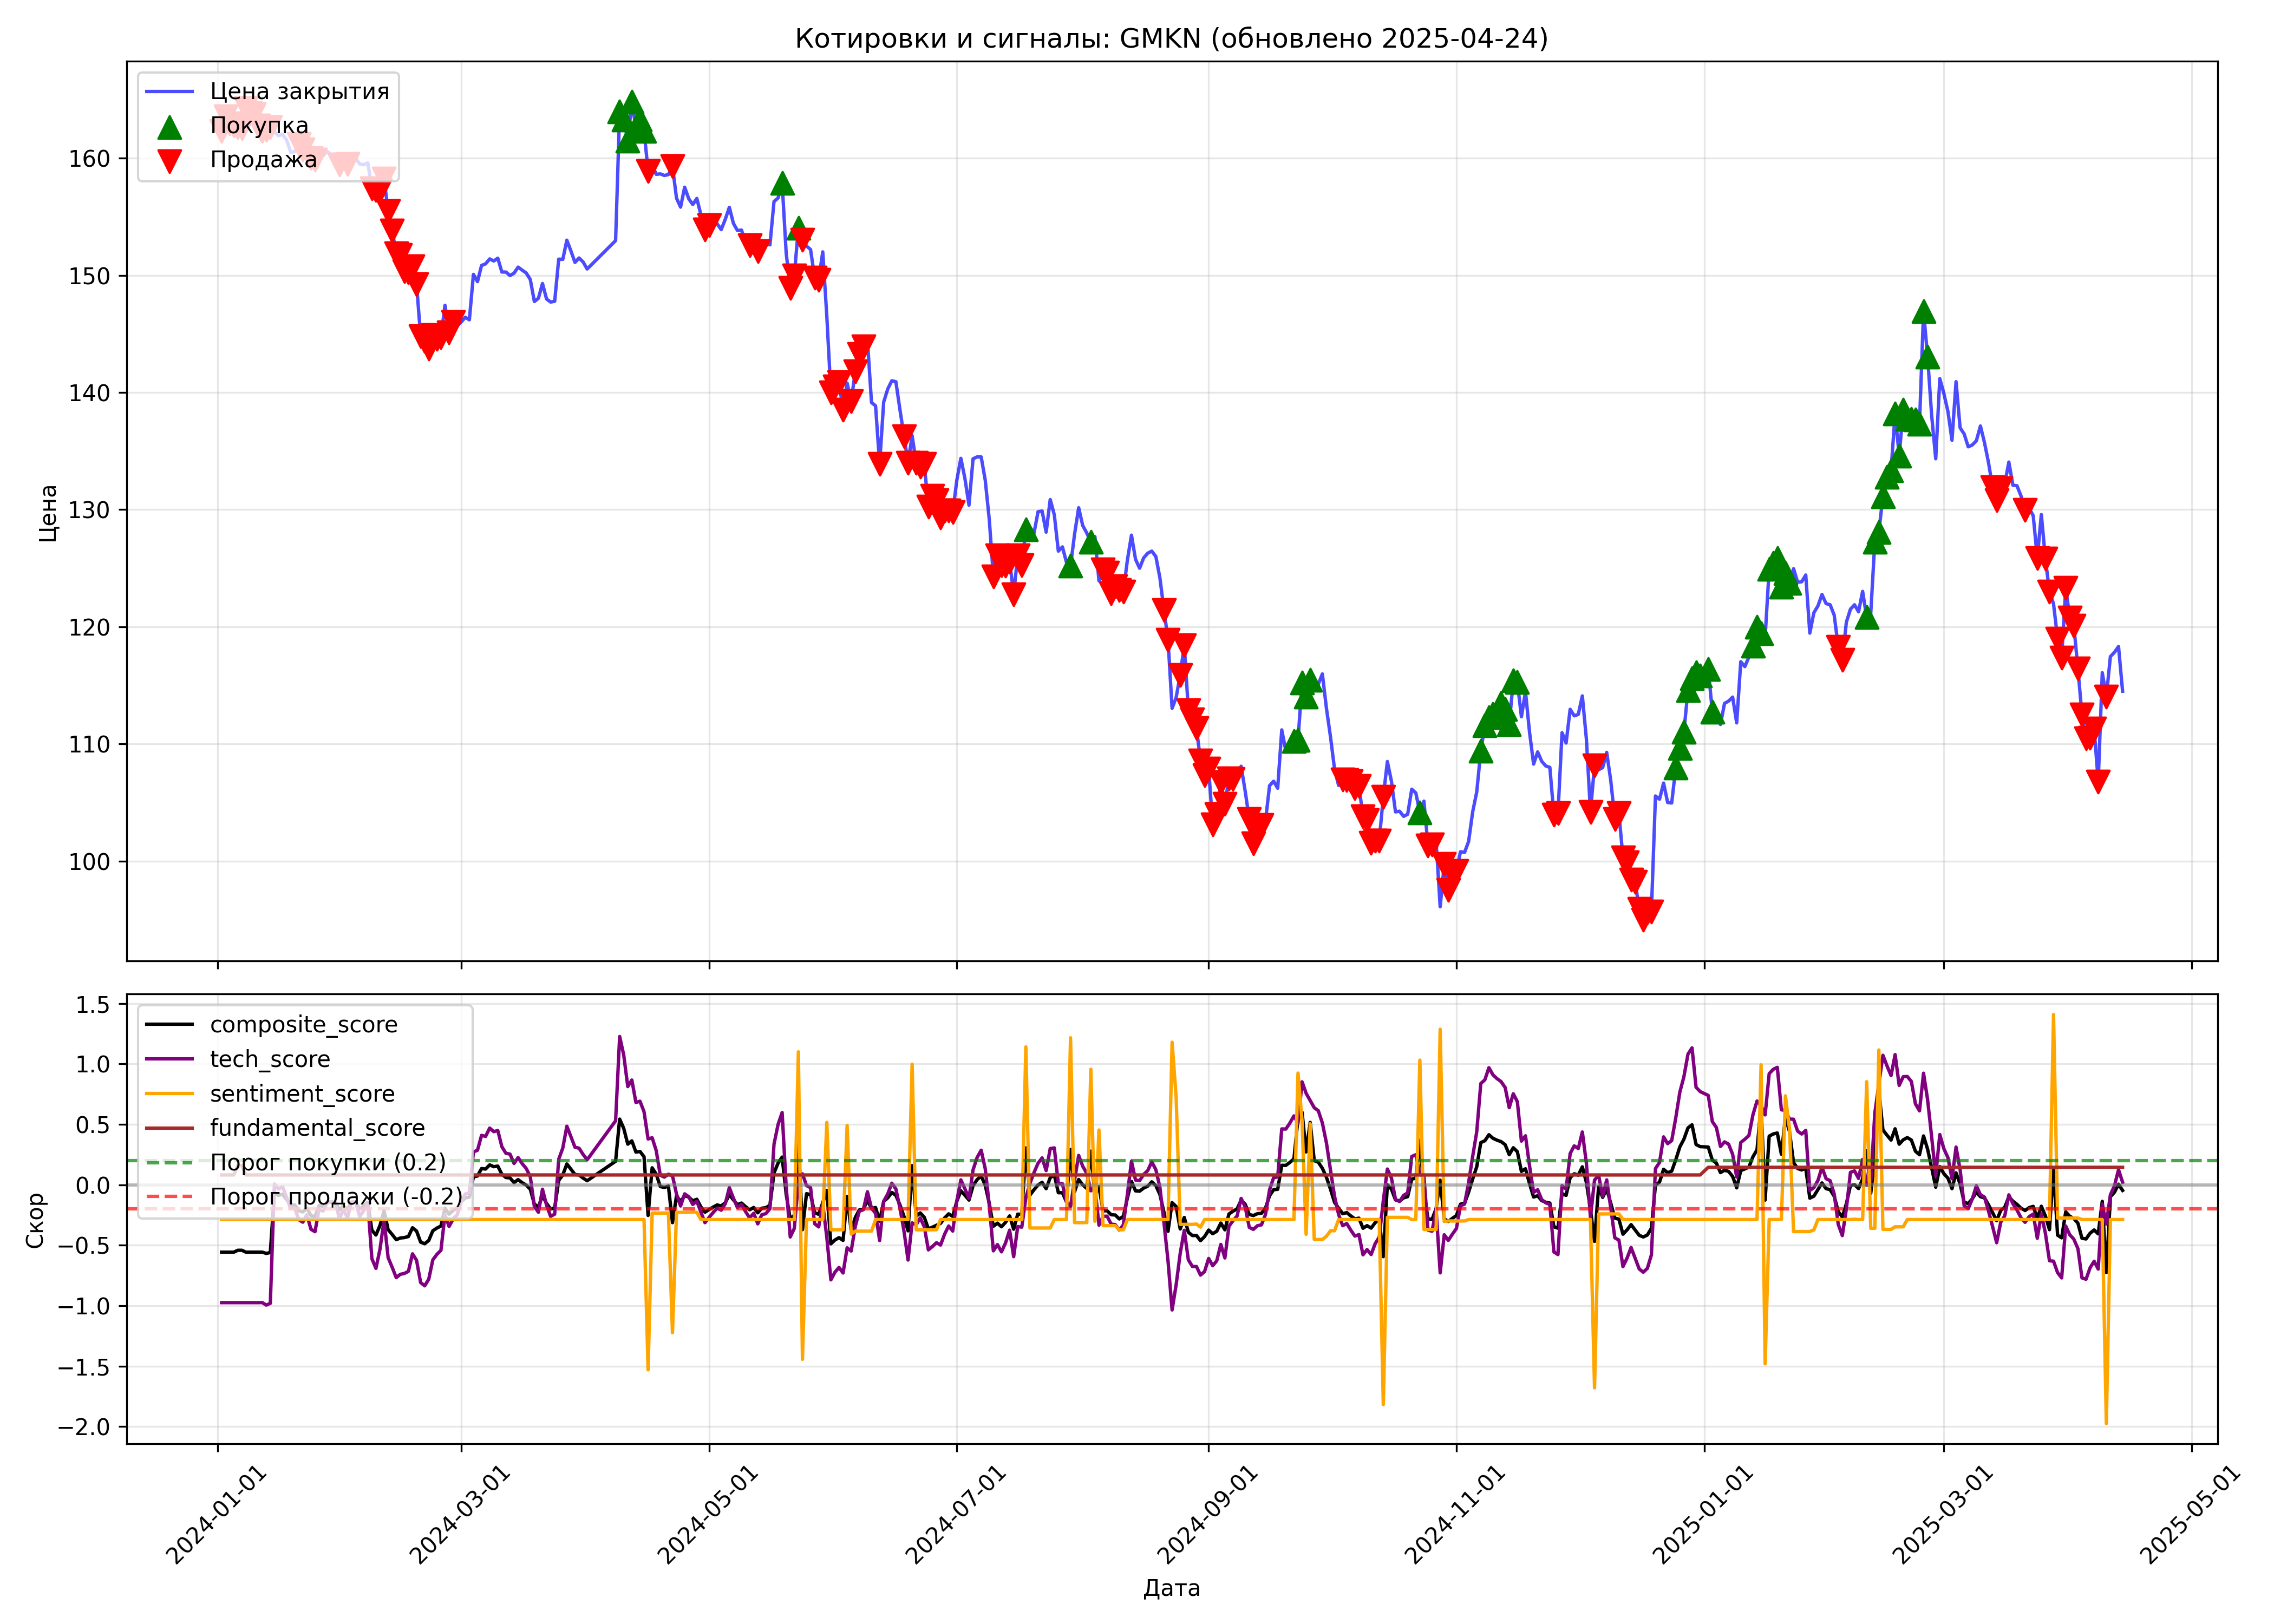 Котировки и сигналы: GMKN (обновлено 2025-04-24)
Цена закрытия
Покупка
Продажа
Цена
160
150
140
130
120
110
100
composite_score
tech_score
sentiment_score
fundamental_score
Порог покупки (0.2)
Порог продажи (-0.2)
Скор
1.5
1.0
0.5
0.0
−0.5
−1.0
−1.5
−2.0
2024-01-01
2024-03-01
2024-05-01
2024-07-01
2024-09-01
2024-11-01
2025-01-01
2025-03-01
2025-05-01
Дата